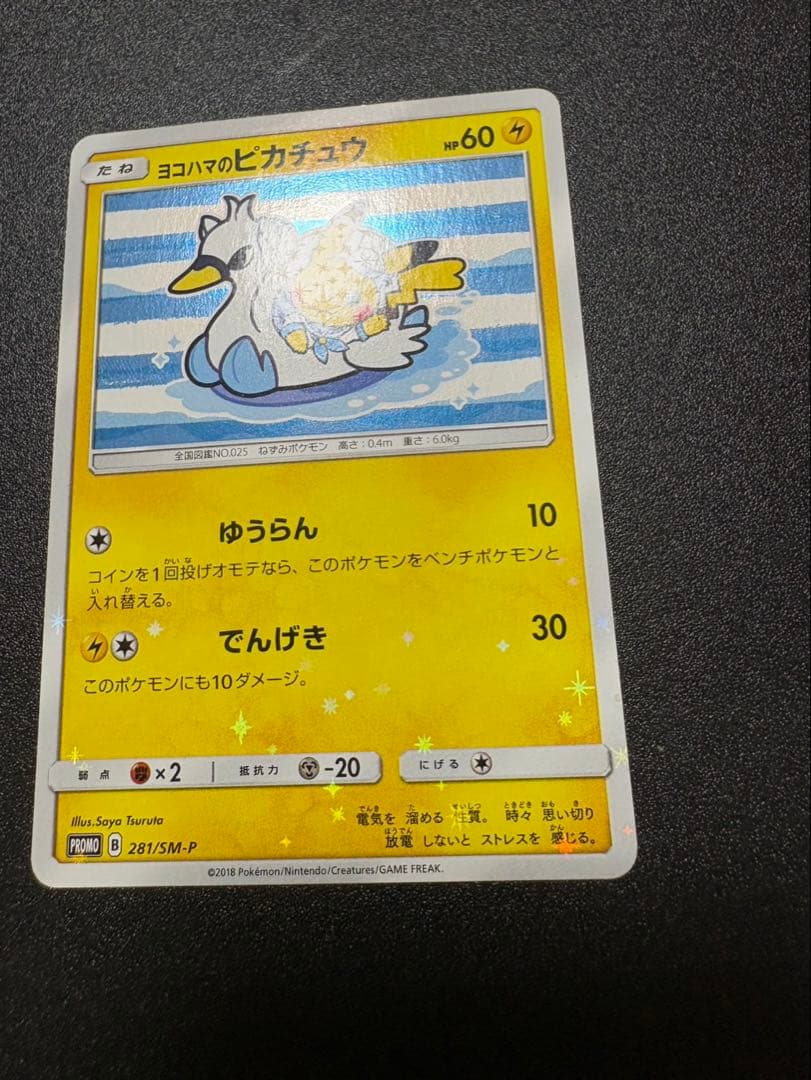 たね ヨコハマのピカチュウ HP60
全国図鑑NO.025 ねずみポケモン 高さ:0.4m 重さ:6.0kg
ゆうらん 10
コインを1回投げオモテなら、このポケモンをベンチポケモンと
入れ替える。
でんげき 30
このポケモンにも10ダメージ。
弱点 ×2 抵抗力 -20 にげる
Illus.Saya Tsuruta
電気を 溜める 性質。 時々 思い切り
放電 しないと ストレスを 感じる。
PROMO B 281/SM-P
©2018 Pokémon/Nintendo/Creatures/GAME FREAK.